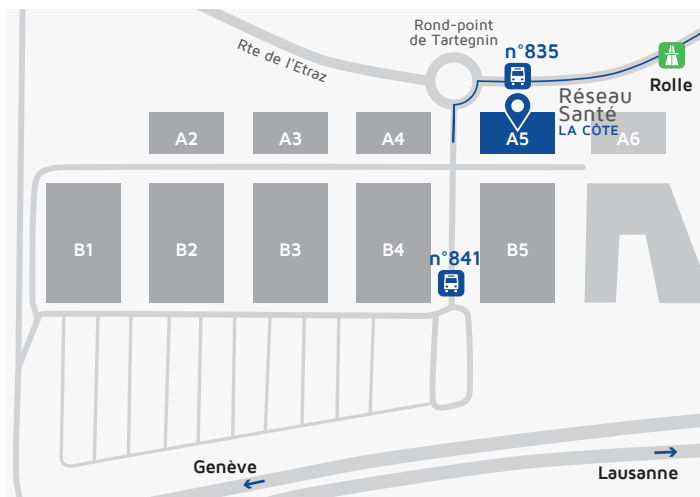 Rond-point
de Tartegnin
n°835
Rte de l'Etraz
Rolle
Réseau
Santé
LA CÔTE
A2
A3
A4
A5
A6
B1
B2
B3
B4
n°841
B5
Genève
Lausanne